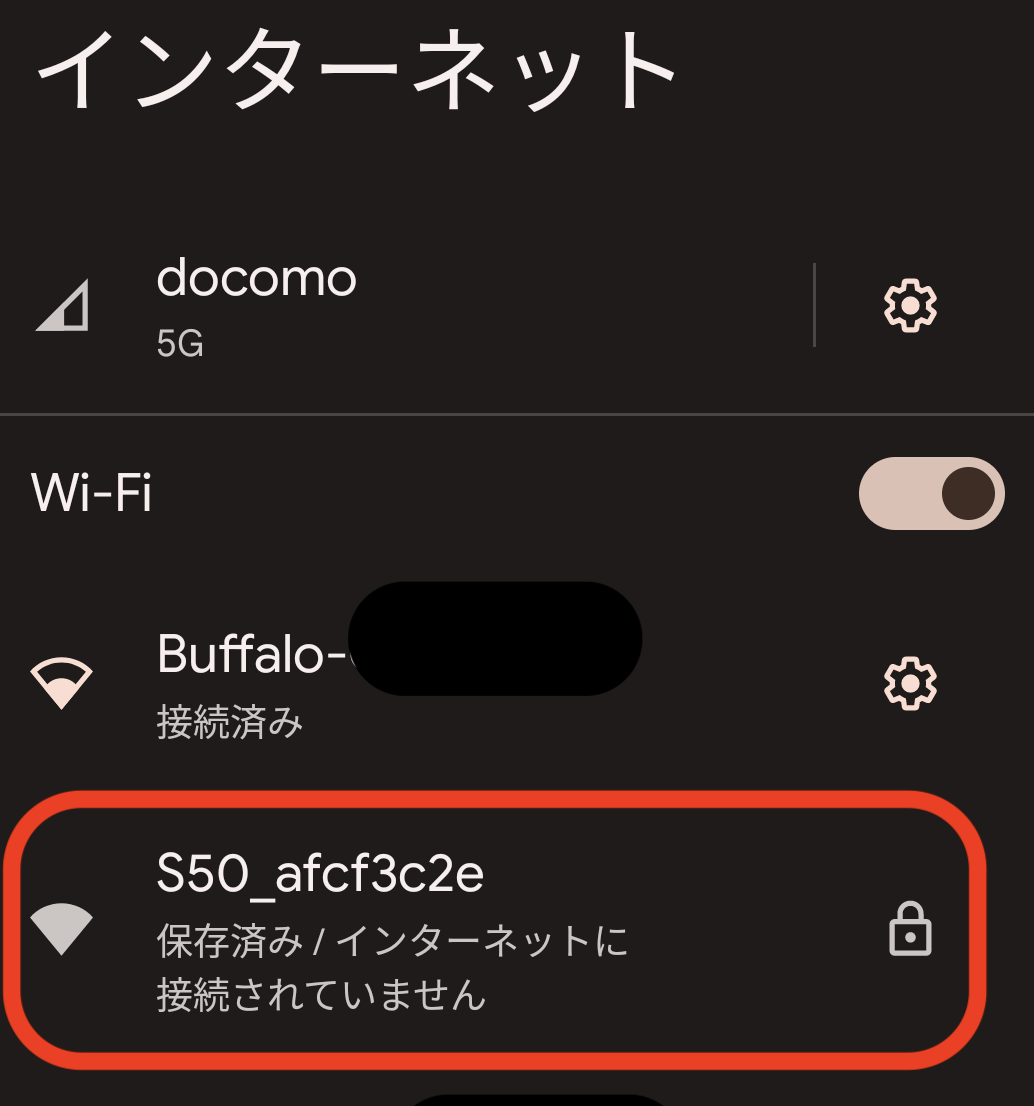 インターネット
docomo
5G
Wi-Fi
Buffalo-
接続済み
S50_afcf3c2e
保存済み / インターネットに
接続されていません